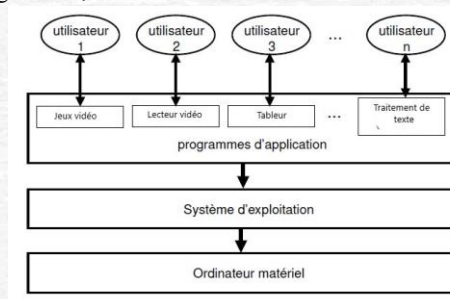 utilisateur utilisateur utilisateur ... utilisateur
1 2 3 n
Jeux vidéo Lecteur vidéo Tableur ... Traitement de
texte
programmes d'application
Système d'exploitation
Ordinateur matériel